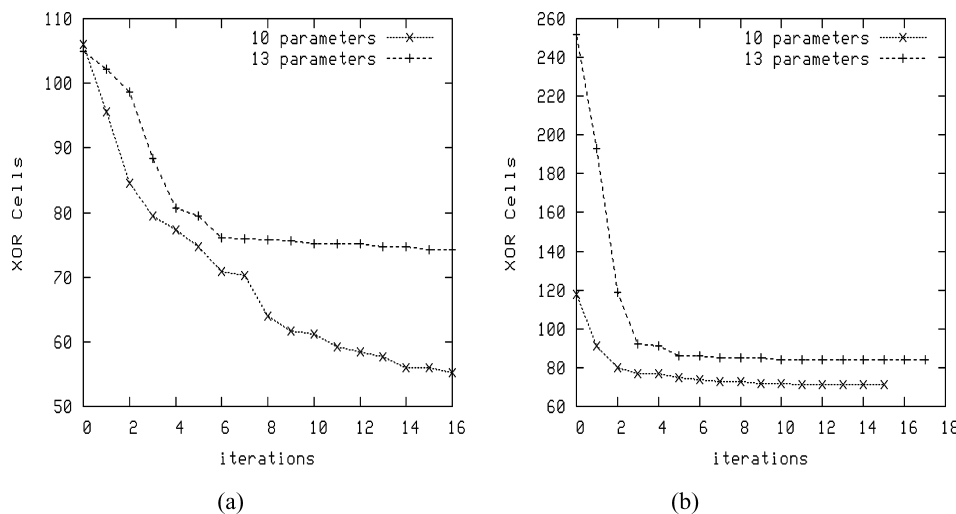 10 parameters
13 parameters
XOR Cells
110
100
90
80
70
60
50
0 2 4 6 8 10 12 14 16
iterations
(a)
10 parameters
13 parameters
XOR Cells
260
240
220
200
180
160
140
120
100
80
60
0 2 4 6 8 10 12 14 16 18
iterations
(b)